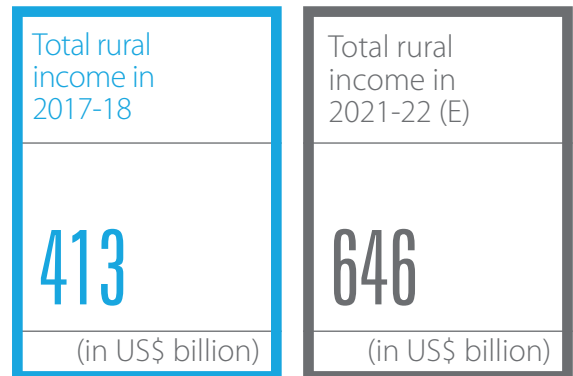 Total rural
income in
2017-18
413
(in US$ billion)
Total rural
income in
2021-22 (E)
646
(in US$ billion)